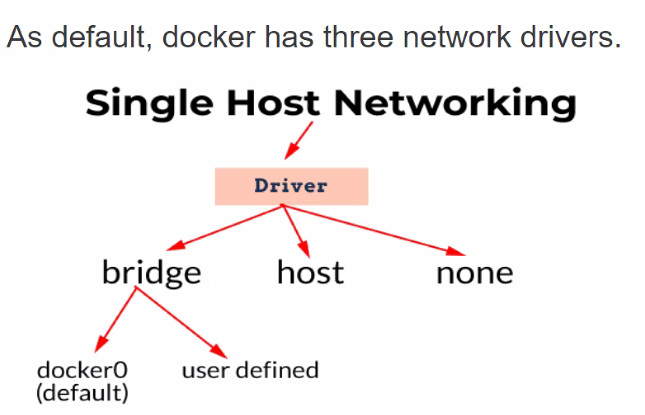 As default, docker has three network drivers.
Single Host Networking
Driver
bridge host none
docker0 user defined
(default)